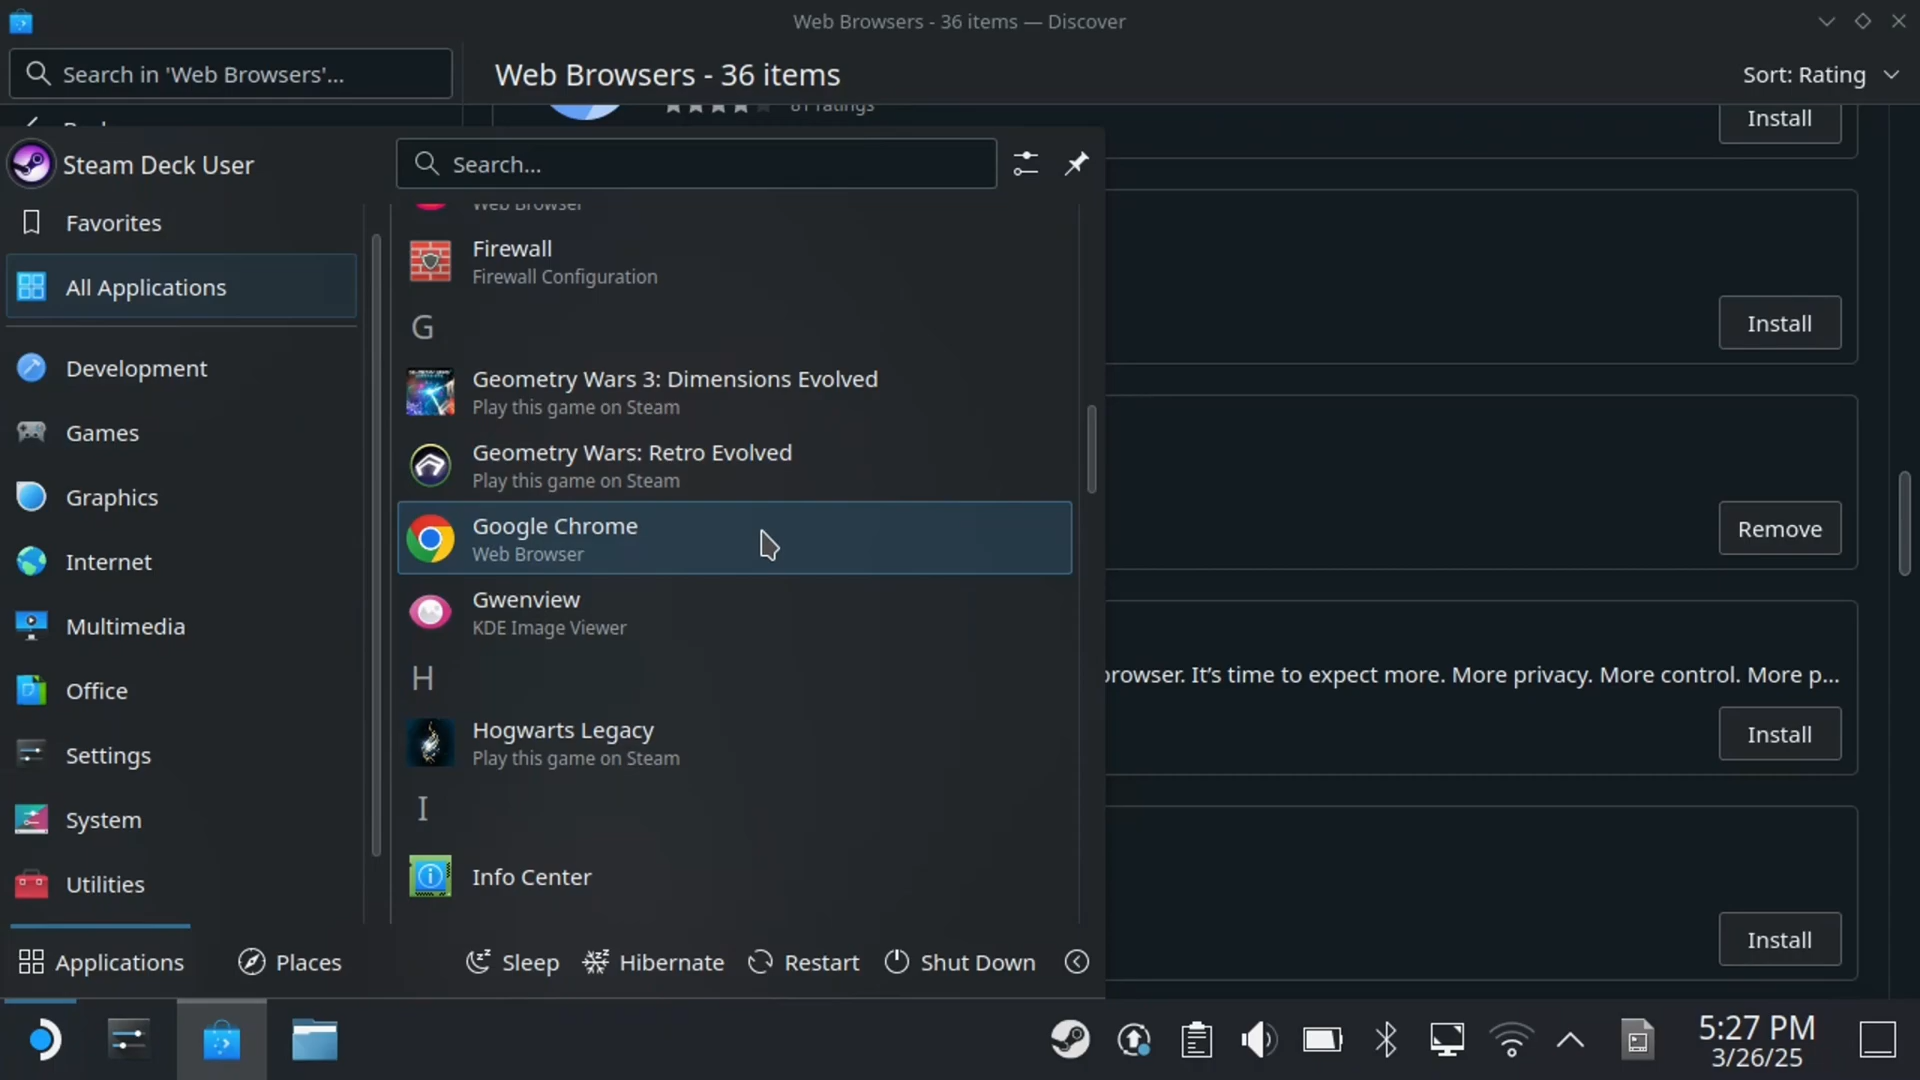 Web Browsers - 36 items — Discover
Search in 'Web Browsers'...
Web Browsers - 36 items
Sort: Rating
81 ratings
Install
Steam Deck User
Search...
Favorites
Web Browser
Firewall
Firewall Configuration
All Applications
G
Install
Development
Geometry Wars 3: Dimensions Evolved
Play this game on Steam
Games
Geometry Wars: Retro Evolved
Play this game on Steam
Graphics
Google Chrome
Web Browser
Remove
Internet
Gwenview
KDE Image Viewer
Multimedia
H
browser. It's time to expect more. More privacy. More control. More p...
Office
Hogwarts Legacy
Play this game on Steam
Install
Settings
I
System
Info Center
Utilities
Install
Applications
Places
Sleep
Hibernate
Restart
Shut Down
5:27 PM
3/26/25